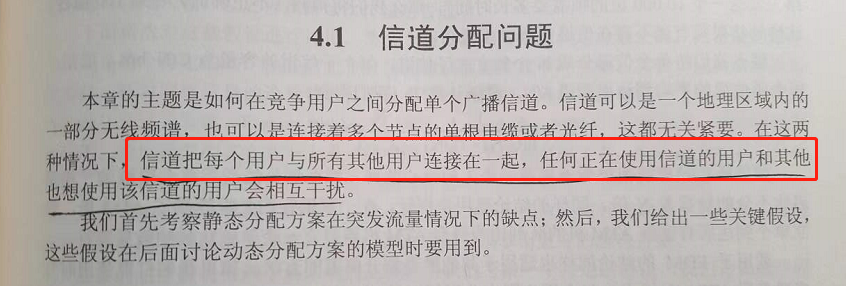 4.1 信道分配问题
本章的主题是如何在竞争用户之间分配单个广播信道。信道可以是一个地理区域内的
一部分无线频谱，也可以是连接着多个节点的单根电缆或者光纤，这都无关紧要。在这两
种情况下，信道把每个用户与所有其他用户连接在一起，任何正在使用信道的用户和其他
也想使用该信道的用户会相互干扰。
我们首先考察静态分配方案在突发流量情况下的缺点；然后，我们给出一些关键假设，
这些假设在后面讨论动态分配方案的模型时要用到。